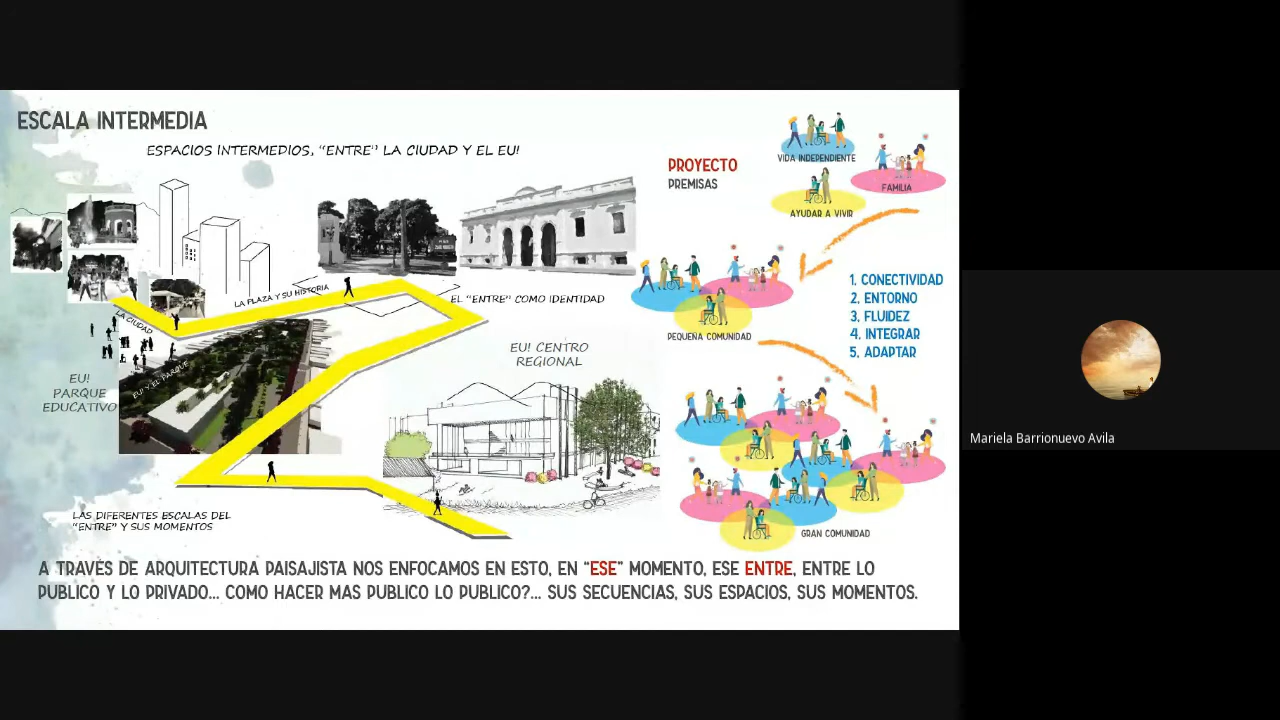 ESCALA INTERMEDIA
ESPACIOS INTERMEDIOS, "ENTRE" LA CIUDAD Y EL EU!
LA CIUDAD
LA PLAZA Y SU HISTORIA
EL "ENTRE" COMO IDENTIDAD
EU! Y EL PARQUE
EU!
PARQUE
EDUCATIVO
EU! CENTRO
REGIONAL
LAS DIFERENTES ESCALAS DEL
"ENTRE" Y SUS MOMENTOS
PROYECTO
PREMISAS
VIDA INDEPENDIENTE
FAMILIA
AYUDAR A VIVIR
PEQUEÑA COMUNIDAD
1. CONECTIVIDAD
2. ENTORNO
3. FLUIDEZ
4. INTEGRAR
5. ADAPTAR
GRAN COMUNIDAD
A TRAVÉS DE ARQUITECTURA PAISAJISTA NOS ENFOCAMOS EN ESTO, EN "ESE" MOMENTO, ESE ENTRE, ENTRE LO
PUBLICO Y LO PRIVADO... COMO HACER MAS PUBLICO LO PUBLICO?... SUS SECUENCIAS, SUS ESPACIOS, SUS MOMENTOS.
Mariela Barrionuevo Avila